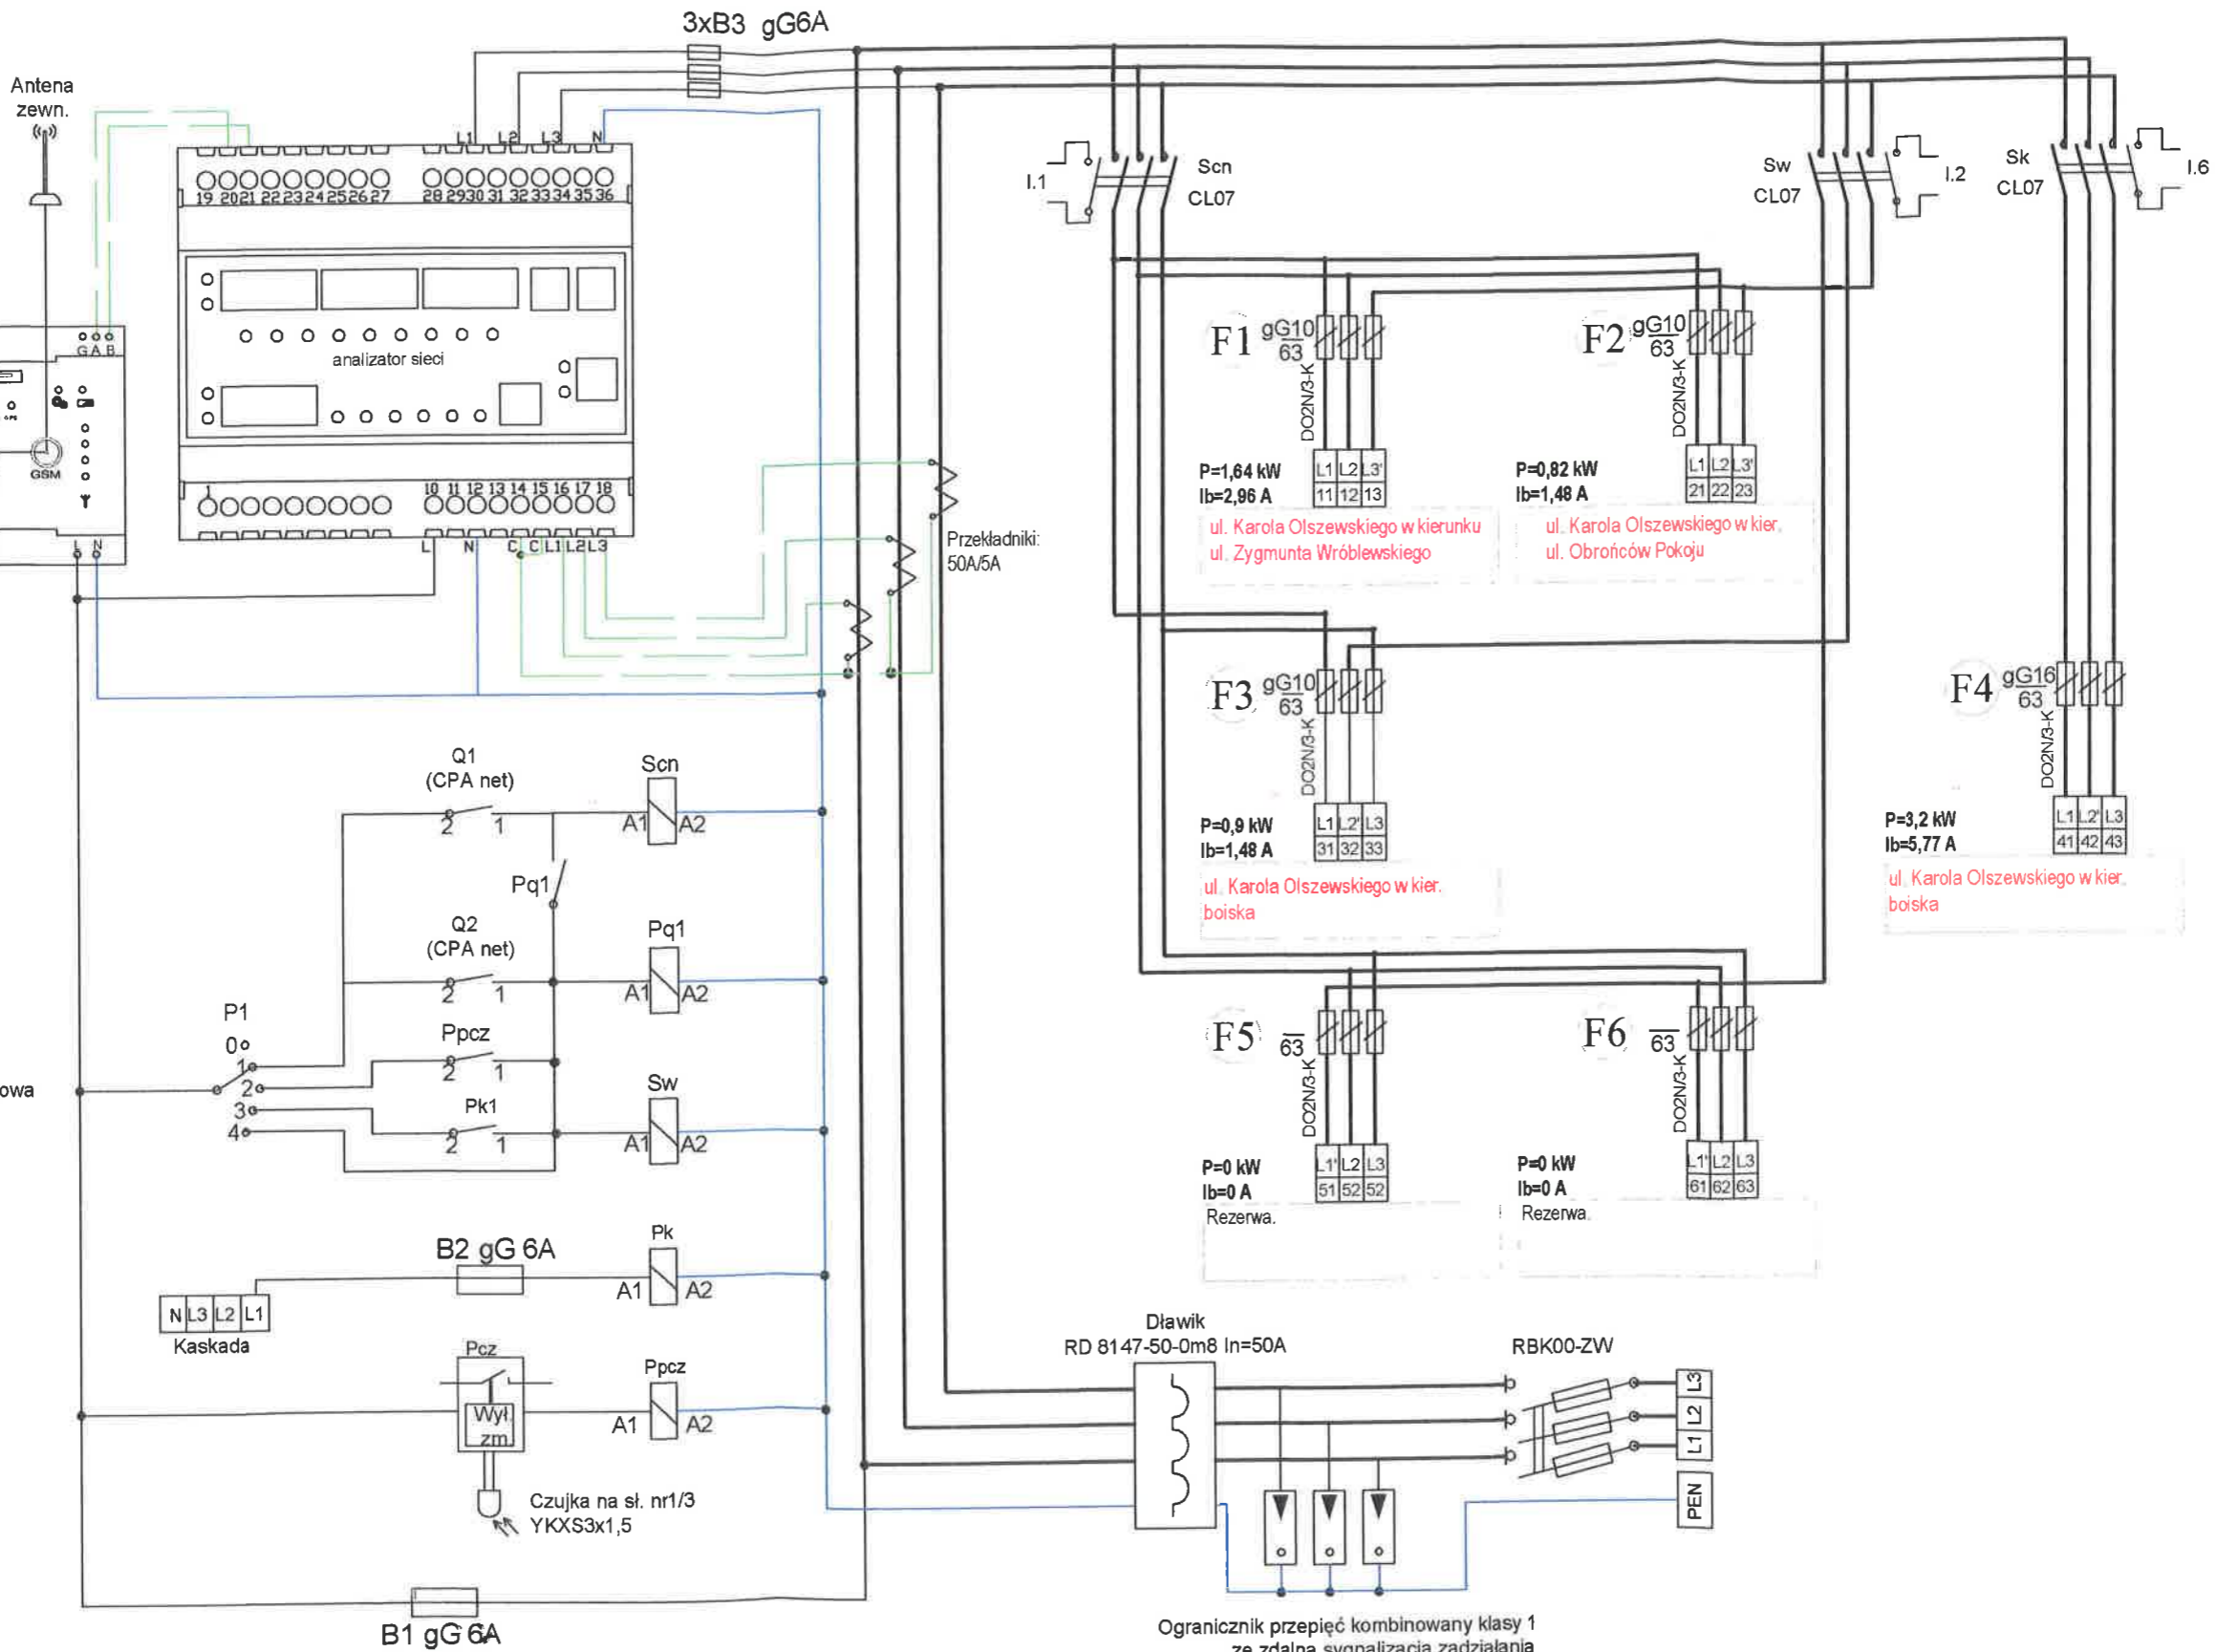 3xB3 gG6A
Antena
zewn.
L1 L2 L3 N
19 20 21 22 23 24 25 26 27 28 29 30 31 32 33 34 35 36
I.1
Scn
CL07
Sw
CL07
I.2
Sk
CL07
I.6
G A B
GSM
L N
analizator sieci
1 10 11 12 13 14 15 16 17 18
L N C C L1 L2 L3
Przekładniki:
50A/5A
F1 gG10
63
DO2N/3-K
P=1,64 kW
Ib=2,96 A
L1 L2 L3'
11 12 13
ul. Karola Olszewskiego w kierunku
ul. Zygmunta Wróblewskiego
F2 gG10
63
DO2N/3-K
P=0,82 kW
Ib=1,48 A
L1 L2 L3'
21 22 23
ul. Karola Olszewskiego w kier.
ul. Obrońców Pokoju
F3 gG10
63
DO2N/3-K
P=0,9 kW
Ib=1,48 A
L1 L2' L3
31 32 33
ul. Karola Olszewskiego w kier.
boiska
F4 gG16
63
DO2N/3-K
P=3,2 kW
Ib=5,77 A
L1 L2' L3
41 42 43
ul. Karola Olszewskiego w kier.
boiska
Q1
(CPA net)
2 1
Scn
A1 A2
Pq1
Q2
(CPA net)
2 1
Pq1
A1 A2
P1
0
1
2
3
4
Ppcz
2 1
Pk1
2 1
Sw
A1 A2
owa
F5
63
DO2N/3-K
P=0 kW
Ib=0 A
L1' L2 L3
51 52 52
Rezerwa.
F6
63
DO2N/3-K
P=0 kW
Ib=0 A
L1' L2 L3
61 62 63
Rezerwa.
B2 gG 6A
Pk
A1 A2
N L3 L2 L1
Kaskada
Pcz
Wył.
zm.
Ppcz
A1 A2
Czujka na sł. nr1/3
YKXS3x1,5
B1 gG 6A
Dławik
RD 8147-50-0m8 In=50A
RBK00-ZW
L3
L2
L1
PEN
Ogranicznik przepięć kombinowany klasy 1
ze zdalną sygnalizacją zadziałania